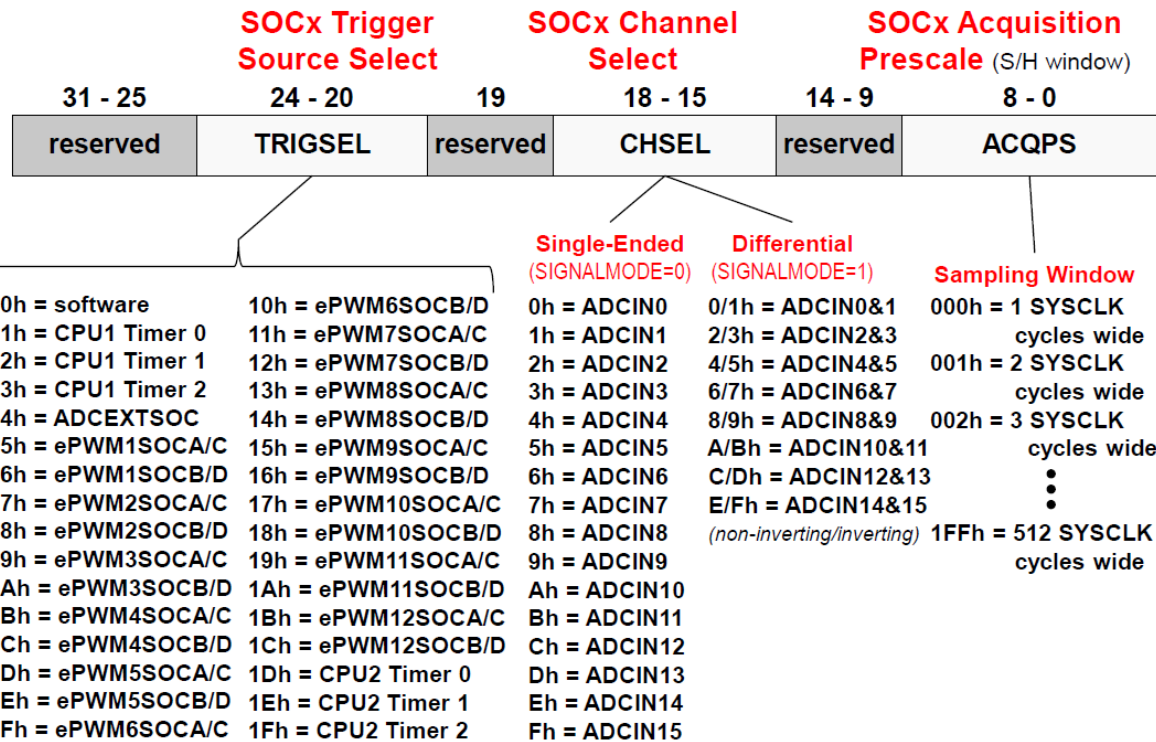 SOCx Trigger
Source Select
SOCx Channel
Select
SOCx Acquisition
Prescale (S/H window)
31 - 25
24 - 20
19
18 - 15
14 - 9
8 - 0
reserved
TRIGSEL
reserved
CHSEL
reserved
ACQPS
0h = software
1h = CPU1 Timer 0
2h = CPU1 Timer 1
3h = CPU1 Timer 2
4h = ADCEXTSOC
5h = ePWM1SOCA/C
6h = ePWM1SOCB/D
7h = ePWM2SOCA/C
8h = ePWM2SOCB/D
9h = ePWM3SOCA/C
Ah = ePWM3SOCB/D
Bh = ePWM4SOCA/C
Ch = ePWM4SOCB/D
Dh = ePWM5SOCA/C
Eh = ePWM5SOCB/D
Fh = ePWM6SOCA/C
10h = ePWM6SOCB/D
11h = ePWM7SOCA/C
12h = ePWM7SOCB/D
13h = ePWM8SOCA/C
14h = ePWM8SOCB/D
15h = ePWM9SOCA/C
16h = ePWM9SOCB/D
17h = ePWM10SOCA/C
18h = ePWM10SOCB/D
19h = ePWM11SOCA/C
1Ah = ePWM11SOCB/D
1Bh = ePWM12SOCA/C
1Ch = ePWM12SOCB/D
1Dh = CPU2 Timer 0
1Eh = CPU2 Timer 1
1Fh = CPU2 Timer 2
Single-Ended
(SIGNALMODE=0)
0h = ADCIN0
1h = ADCIN1
2h = ADCIN2
3h = ADCIN3
4h = ADCIN4
5h = ADCIN5
6h = ADCIN6
7h = ADCIN7
8h = ADCIN8
9h = ADCIN9
Ah = ADCIN10
Bh = ADCIN11
Ch = ADCIN12
Dh = ADCIN13
Eh = ADCIN14
Fh = ADCIN15
Differential
(SIGNALMODE=1)
0/1h = ADCIN0&1
2/3h = ADCIN2&3
4/5h = ADCIN4&5
6/7h = ADCIN6&7
8/9h = ADCIN8&9
A/Bh = ADCIN10&11
C/Dh = ADCIN12&13
E/Fh = ADCIN14&15
(non-inverting/inverting)
Sampling Window
000h = 1 SYSCLK
cycles wide
001h = 2 SYSCLK
cycles wide
002h = 3 SYSCLK
cycles wide
1FFh = 512 SYSCLK
cycles wide